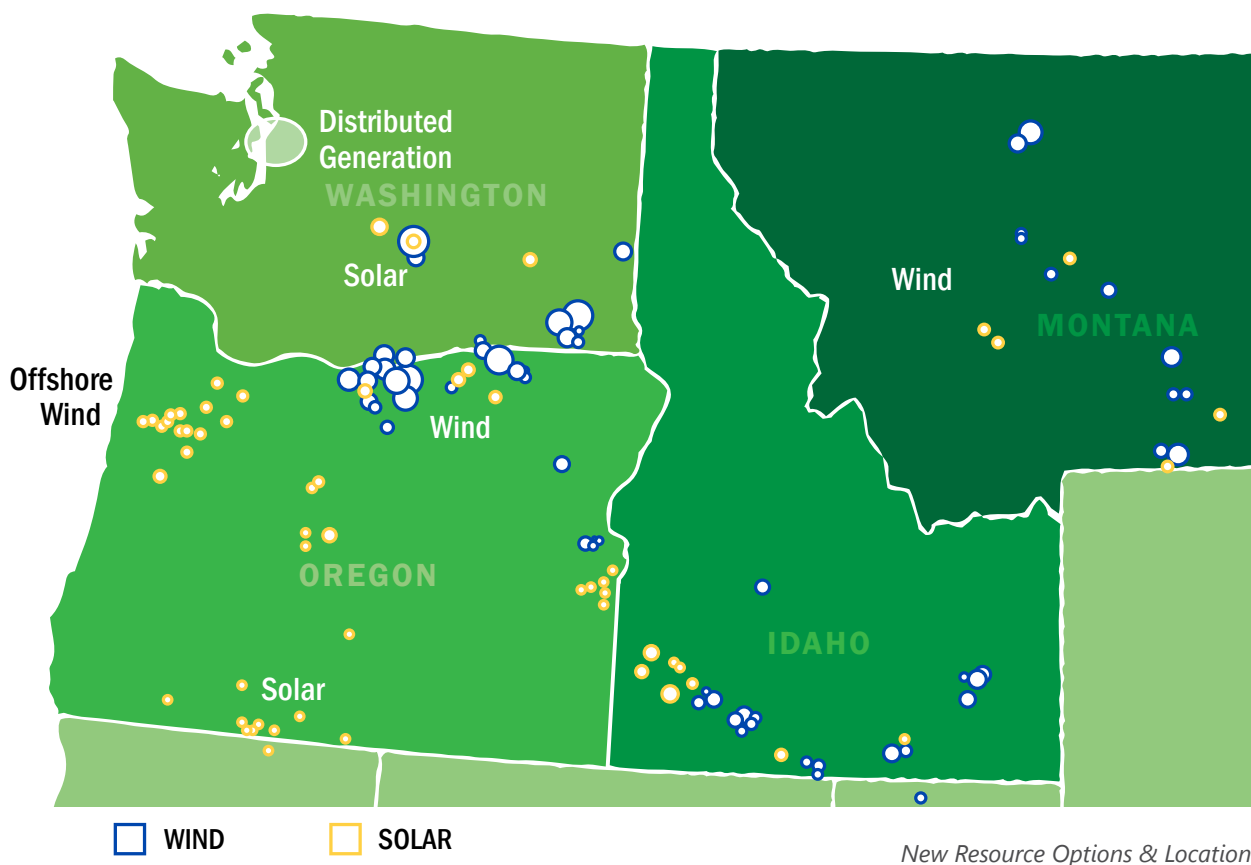 Distributed
Generation
WASHINGTON
Solar
Wind
MONTANA
Offshore
Wind
Wind
OREGON
IDAHO
Solar
WIND
SOLAR
New Resource Options & Location